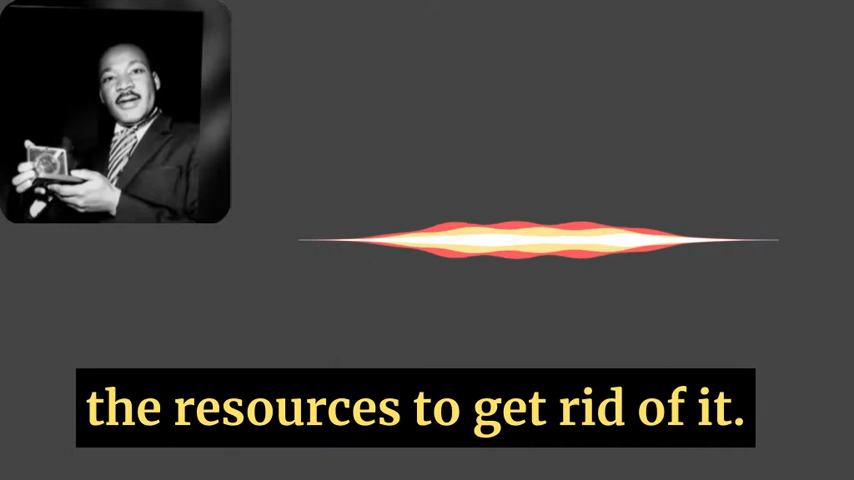 the resources to get rid of it.